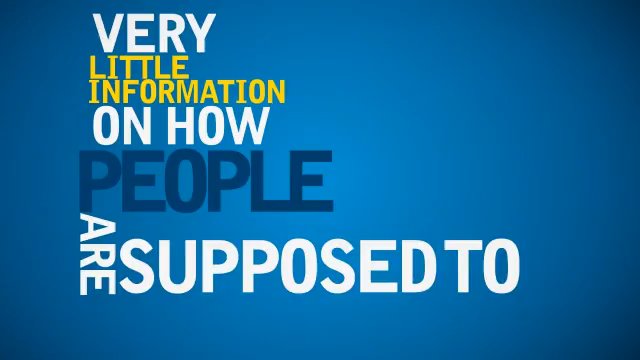 VERY
LITTLE
INFORMATION
ON HOW
PEOPLE
ARE
SUPPOSED TO